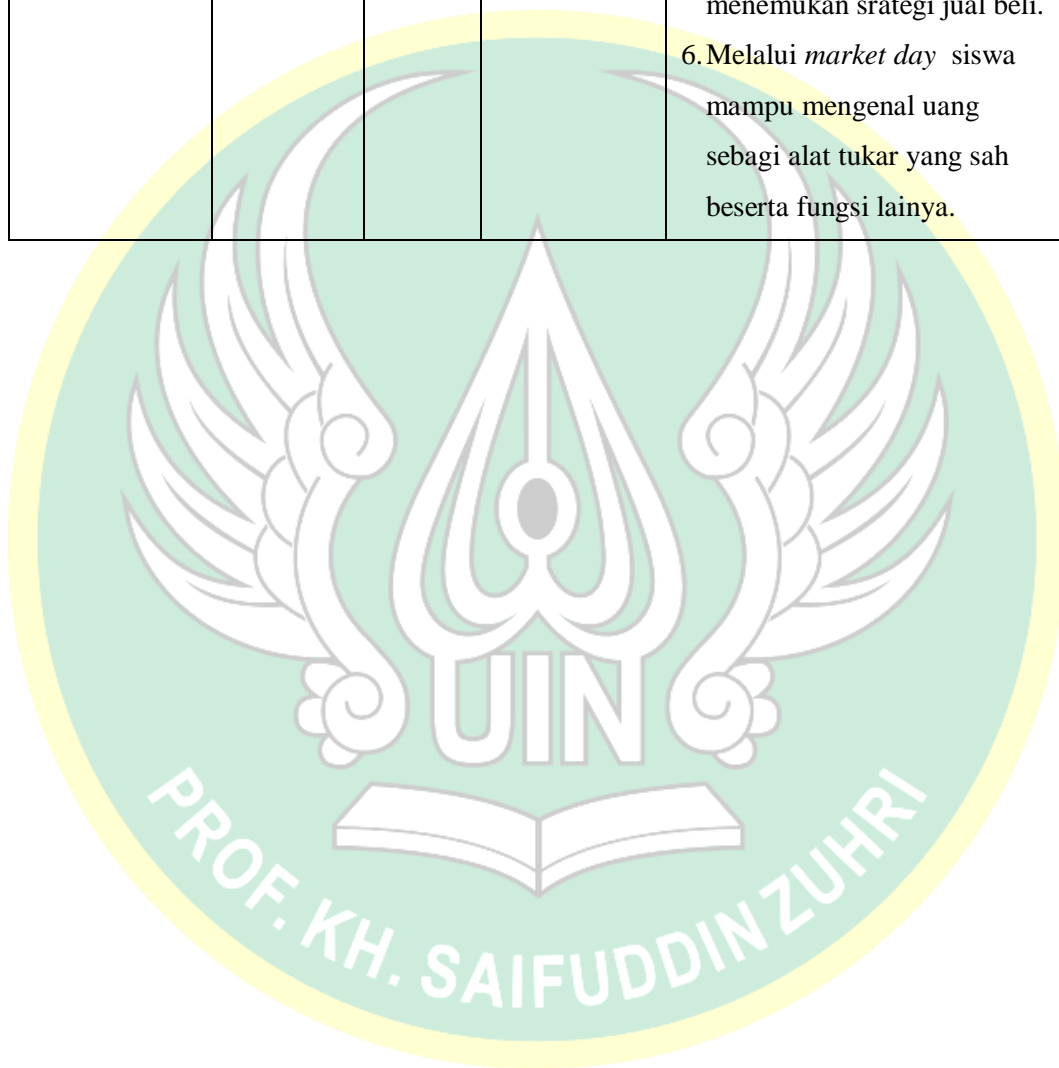 menemukan srategi jual beli.
6. Melalui market day siswa
mampu mengenal uang
sebagi alat tukar yang sah
beserta fungsi lainya.
UIN
PROF. KH. SAIFUDDIN ZUHRI